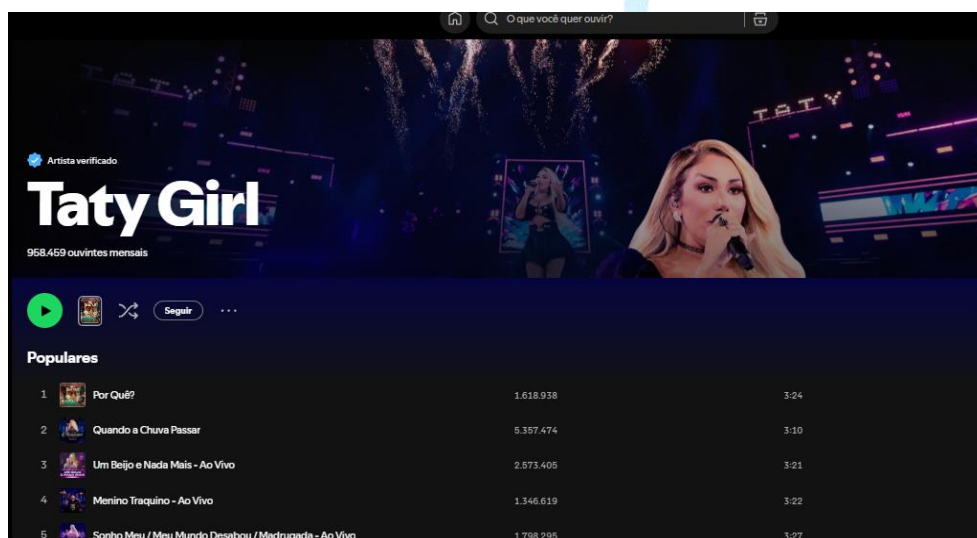 O que você quer ouvir?
TATY
TATY
Artista verificado
Taty Girl
958.459 ouvintes mensais
Seguir
Populares
1 Por Quê? 1.618.938 3:24
2 Quando a Chuva Passar 5.357.474 3:10
3 Um Beijo e Nada Mais - Ao Vivo 2.573.405 3:21
4 Menino Traquino - Ao Vivo 1.346.619 3:22
5 Sonho Meu / Meu Mundo Desabou / Madrugada - Ao Vivo 1.798.295 3:27